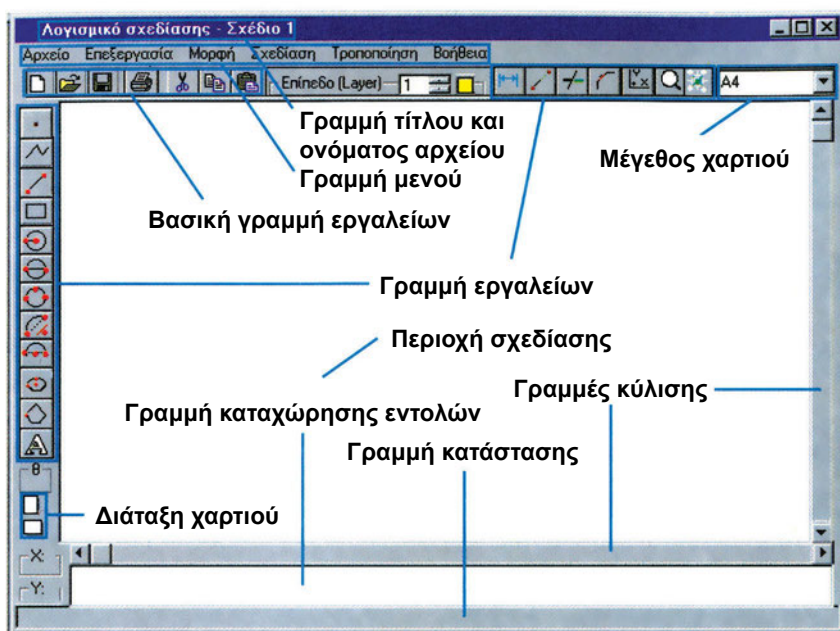 Λογισμικό σχεδίασης - Σχέδιο 1
Αρχείο Επεξεργασία Μορφή Σχεδίαση Τροποποίηση Βοήθεια
Επίπεδο (Layer) 1 A4
Γραμμή τίτλου και
ονόματος αρχείου
Γραμμή μενού
Μέγεθος χαρτιού
Βασική γραμμή εργαλείων
Γραμμή εργαλείων
Περιοχή σχεδίασης
Γραμμές κύλισης
Γραμμή καταχώρησης εντολών
Γραμμή κατάστασης
θ
Διάταξη χαρτιού
X:
Y: